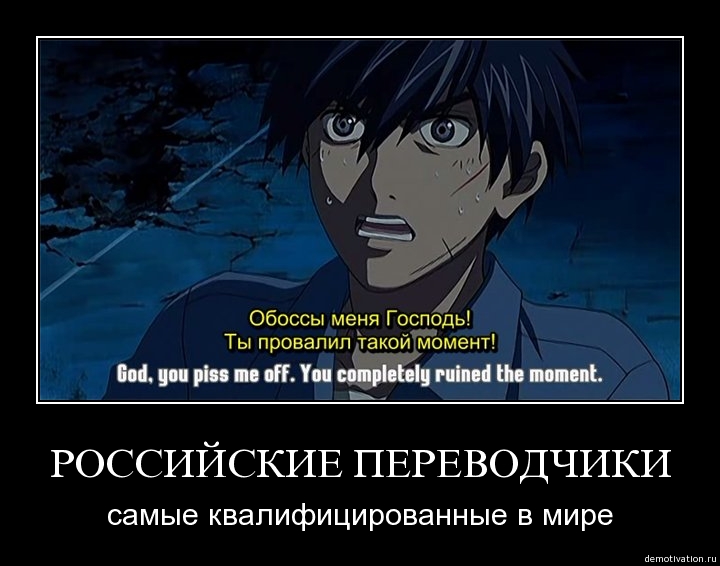 Обоссы меня Господь!
Ты провалил такой момент!
God, you piss me off. You completely ruined the moment.
РОССИЙСКИЕ ПЕРЕВОДЧИКИ
самые квалифицированные в мире
demotivation.ru